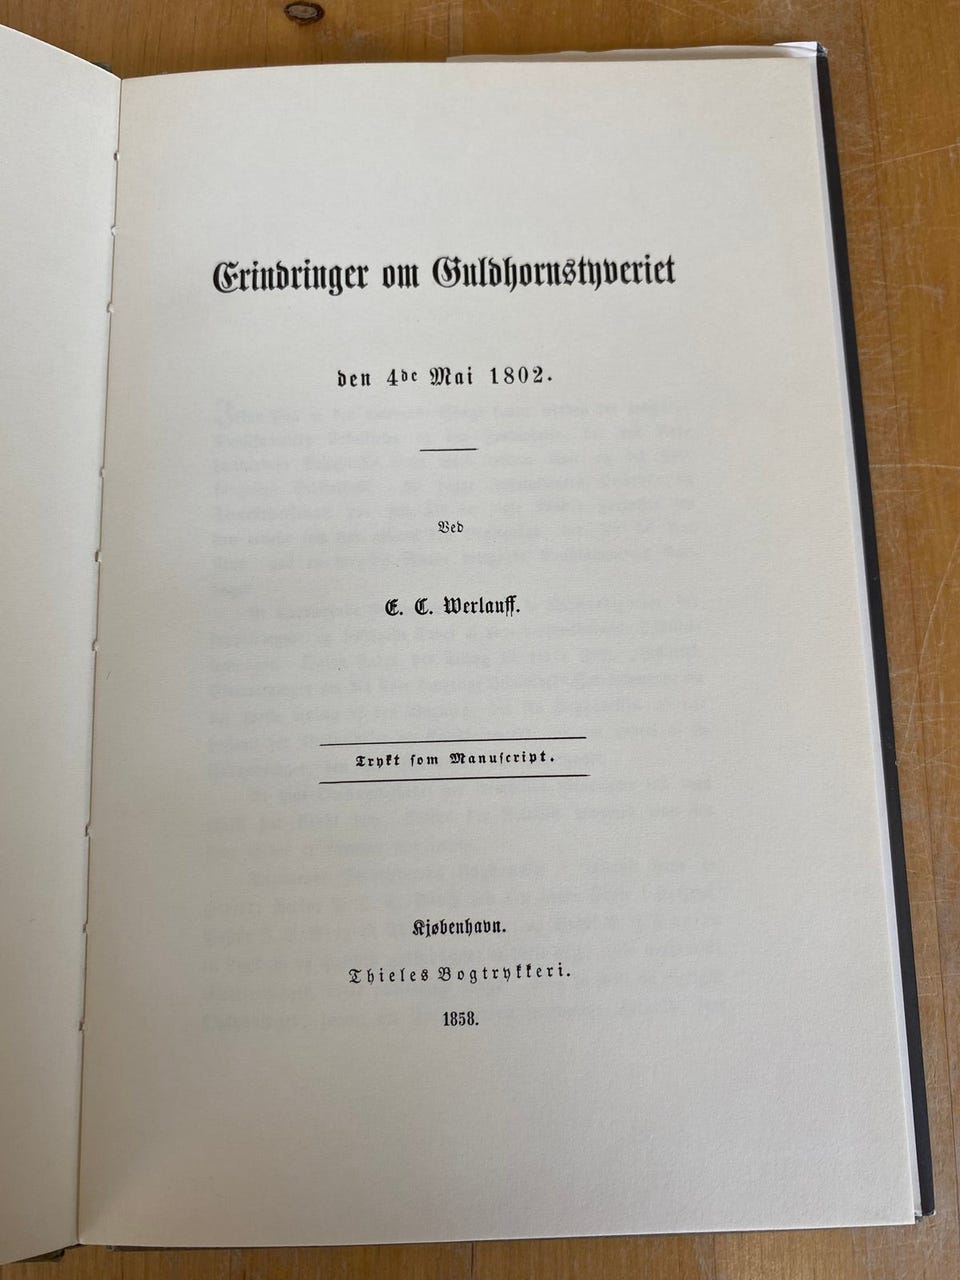 Erindringer om Guldhornstyveriet
den 4de Mai 1802.
Ved
E. C. Werlauff.
Trykt som Manuscript.
Kjøbenhavn.
Thieles Bogtrykkeri.
1858.